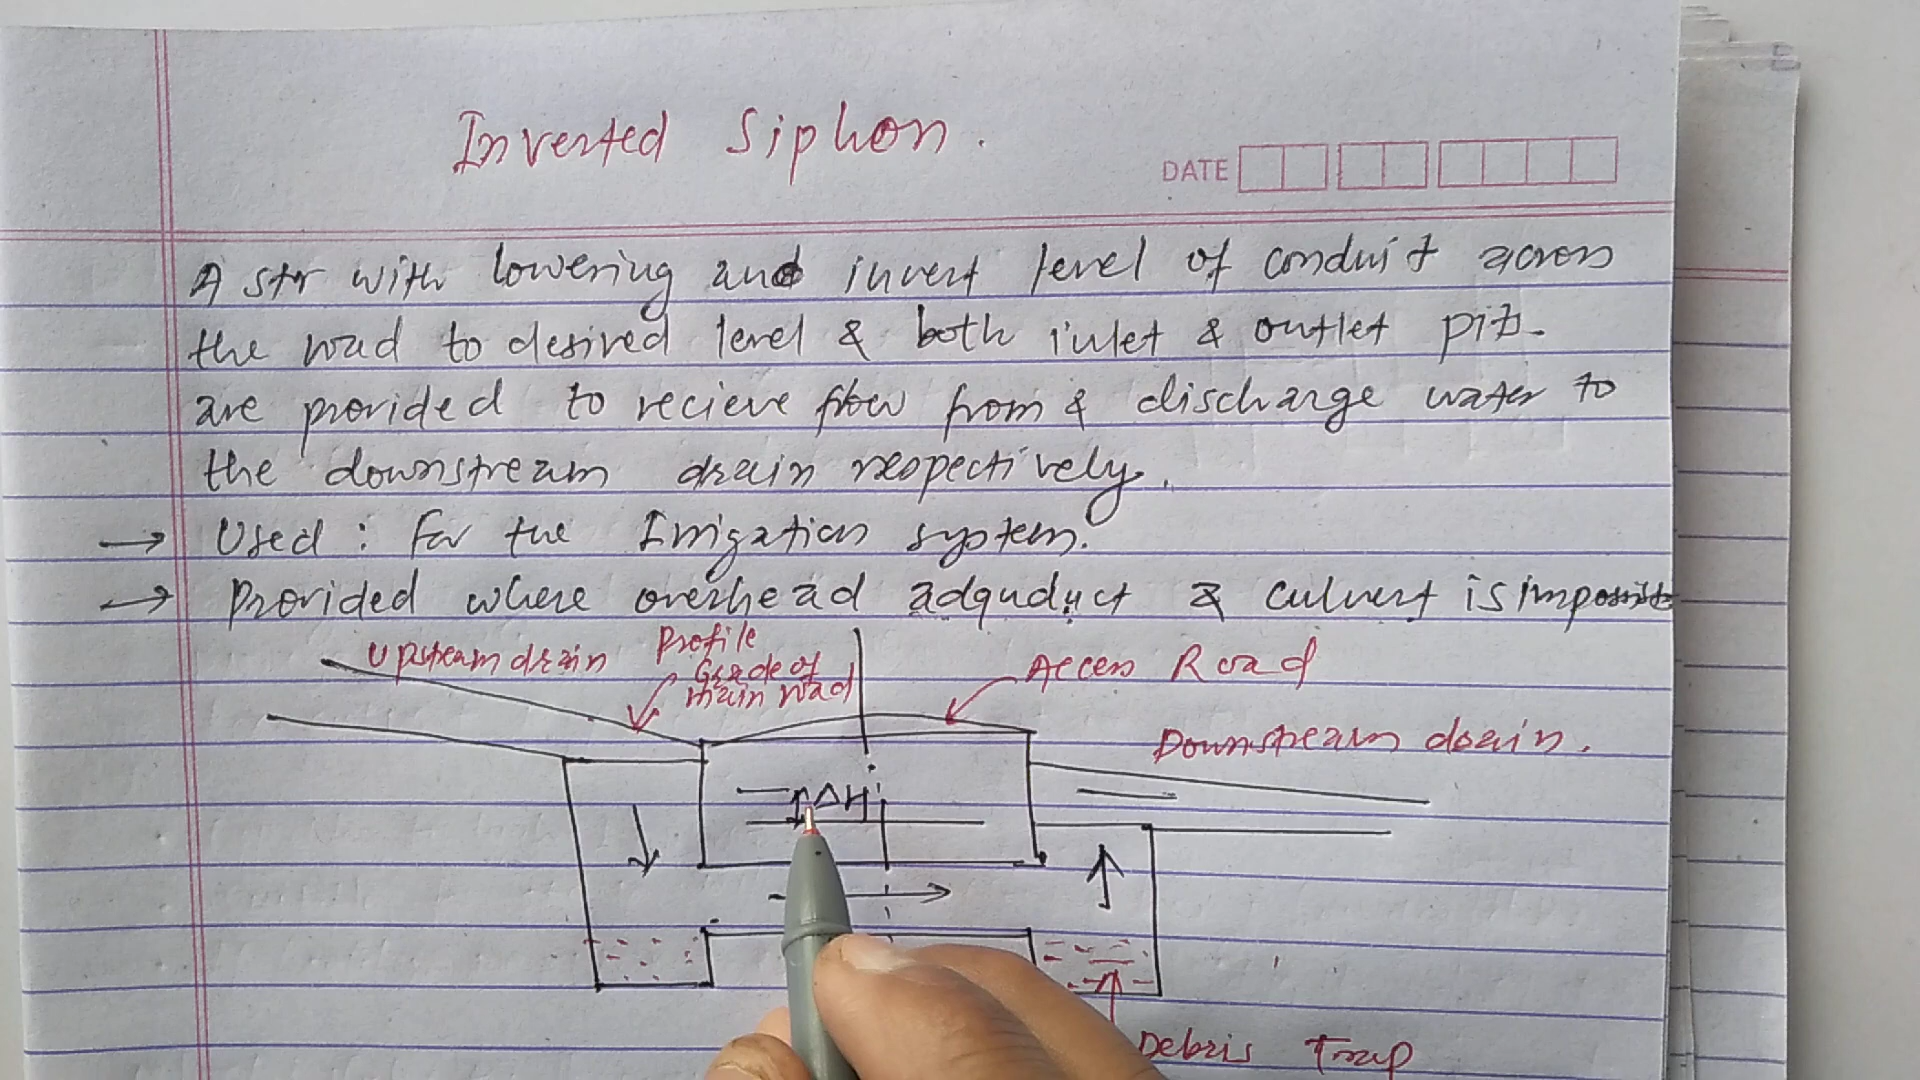 Inverted Siphon.
DATE
A str with lowering and invert level of conduit across
the road to desired level & both inlet & outlet pit.
are provided to recieve flow from & discharge water to
the downstream drain respectively.
→ Used : For the Irrigation system.
→ Provided where overhead adquduct & culvert is impossible
Upstream drain
Profile
Grade of
main road
Access Road
Downstream drain.
ΔH
Debris Trap